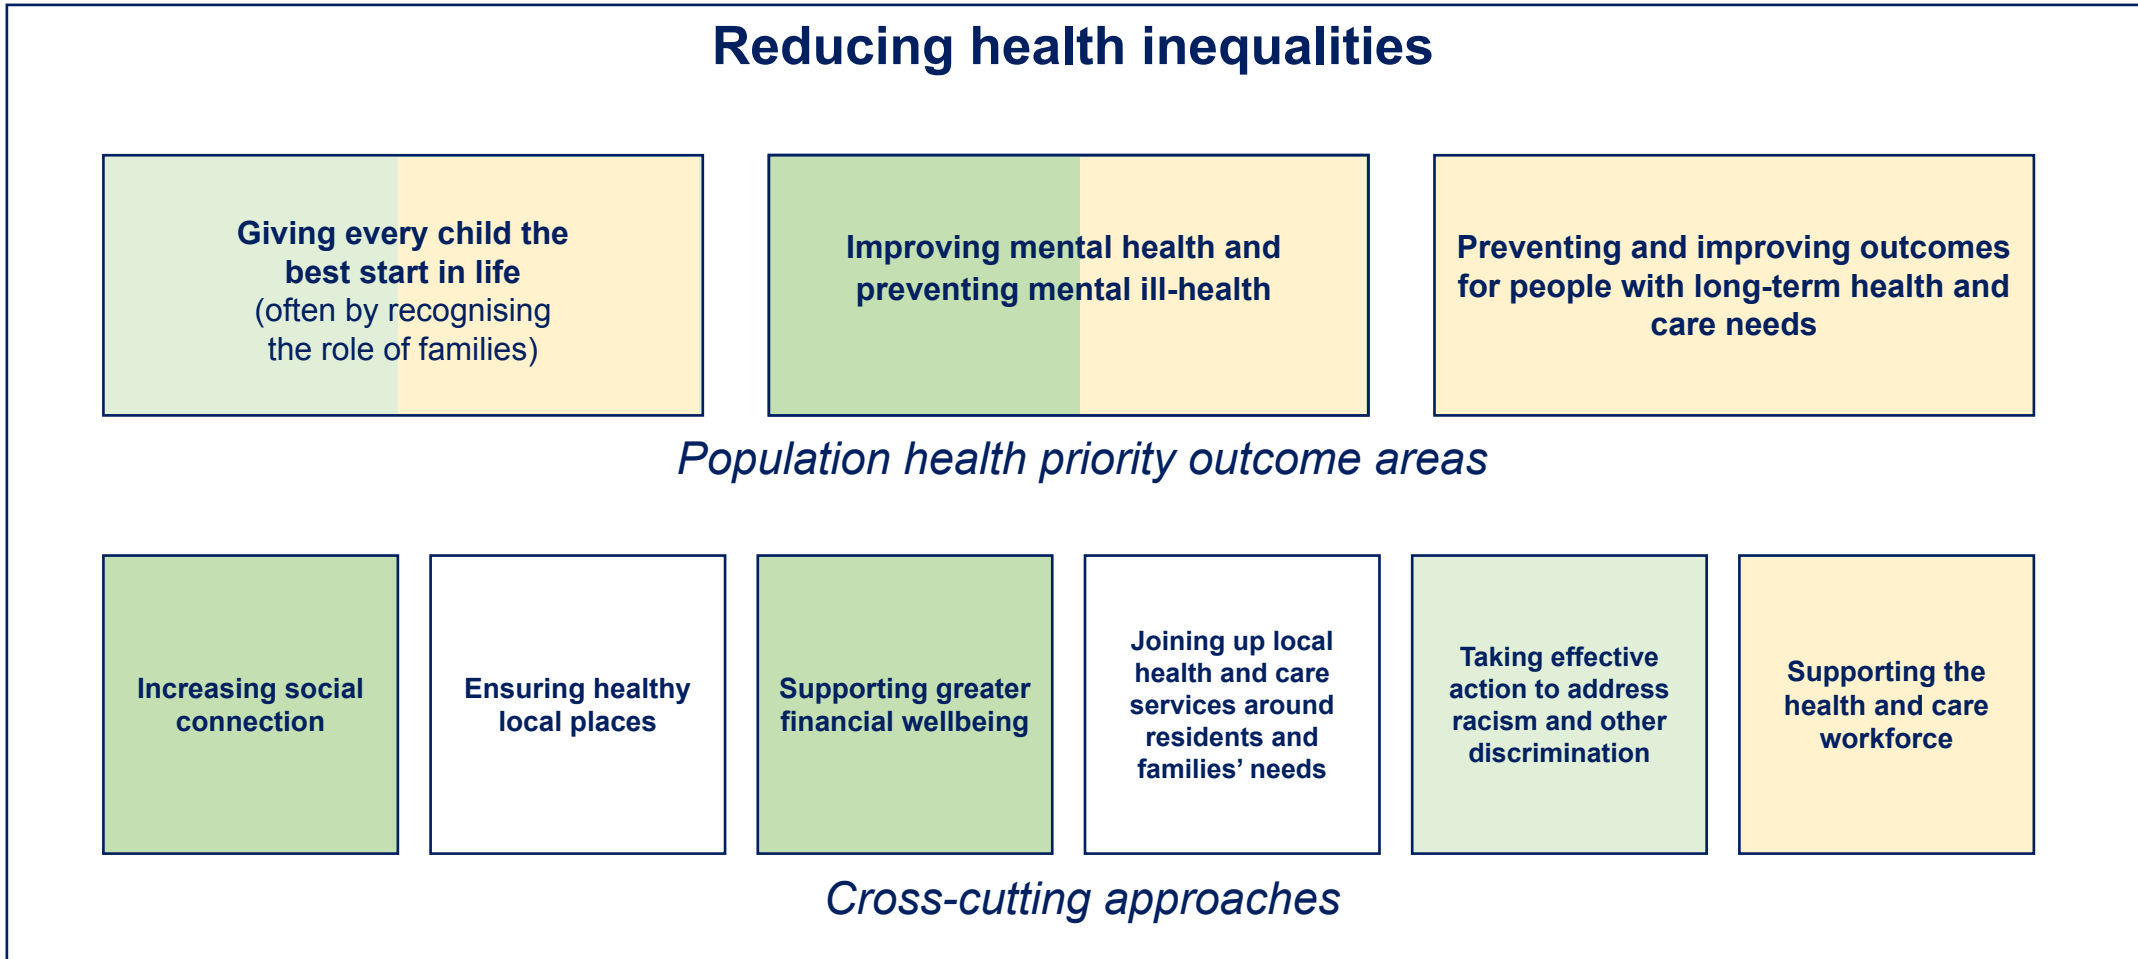 Reducing health inequalities
Giving every child the
best start in life
(often by recognising
the role of families)
Improving mental health and
preventing mental ill-health
Preventing and improving outcomes
for people with long-term health and
care needs
Population health priority outcome areas
Increasing social
connection
Ensuring healthy
local places
Supporting greater
financial wellbeing
Joining up local
health and care
services around
residents and
families’ needs
Taking effective
action to address
racism and other
discrimination
Supporting the
health and care
workforce
Cross-cutting approaches